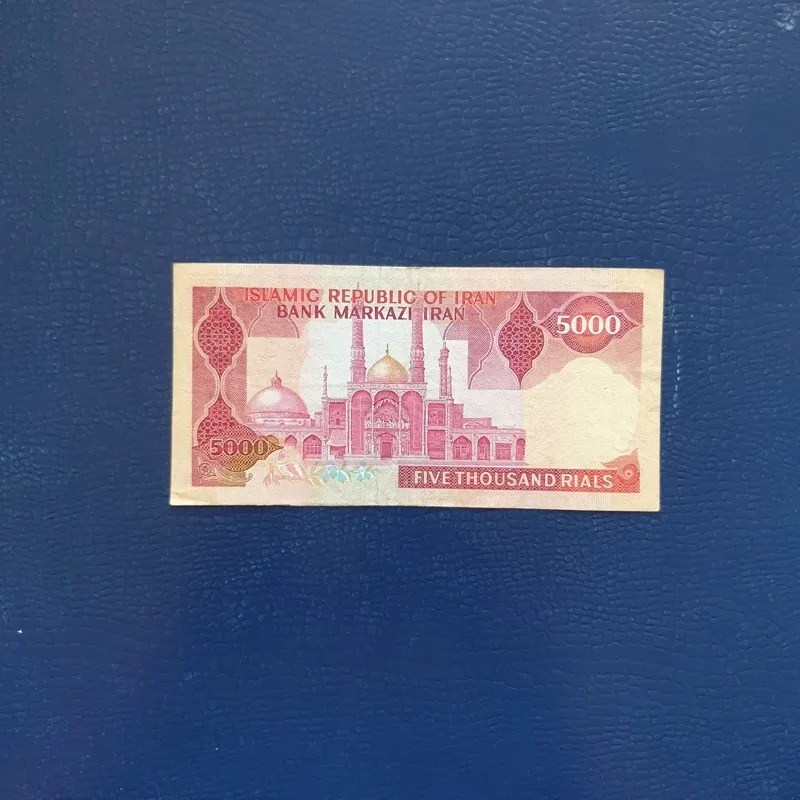 ISLAMIC REPUBLIC OF IRAN
BANK MARKAZI IRAN
5000
5000
FIVE THOUSAND RIALS